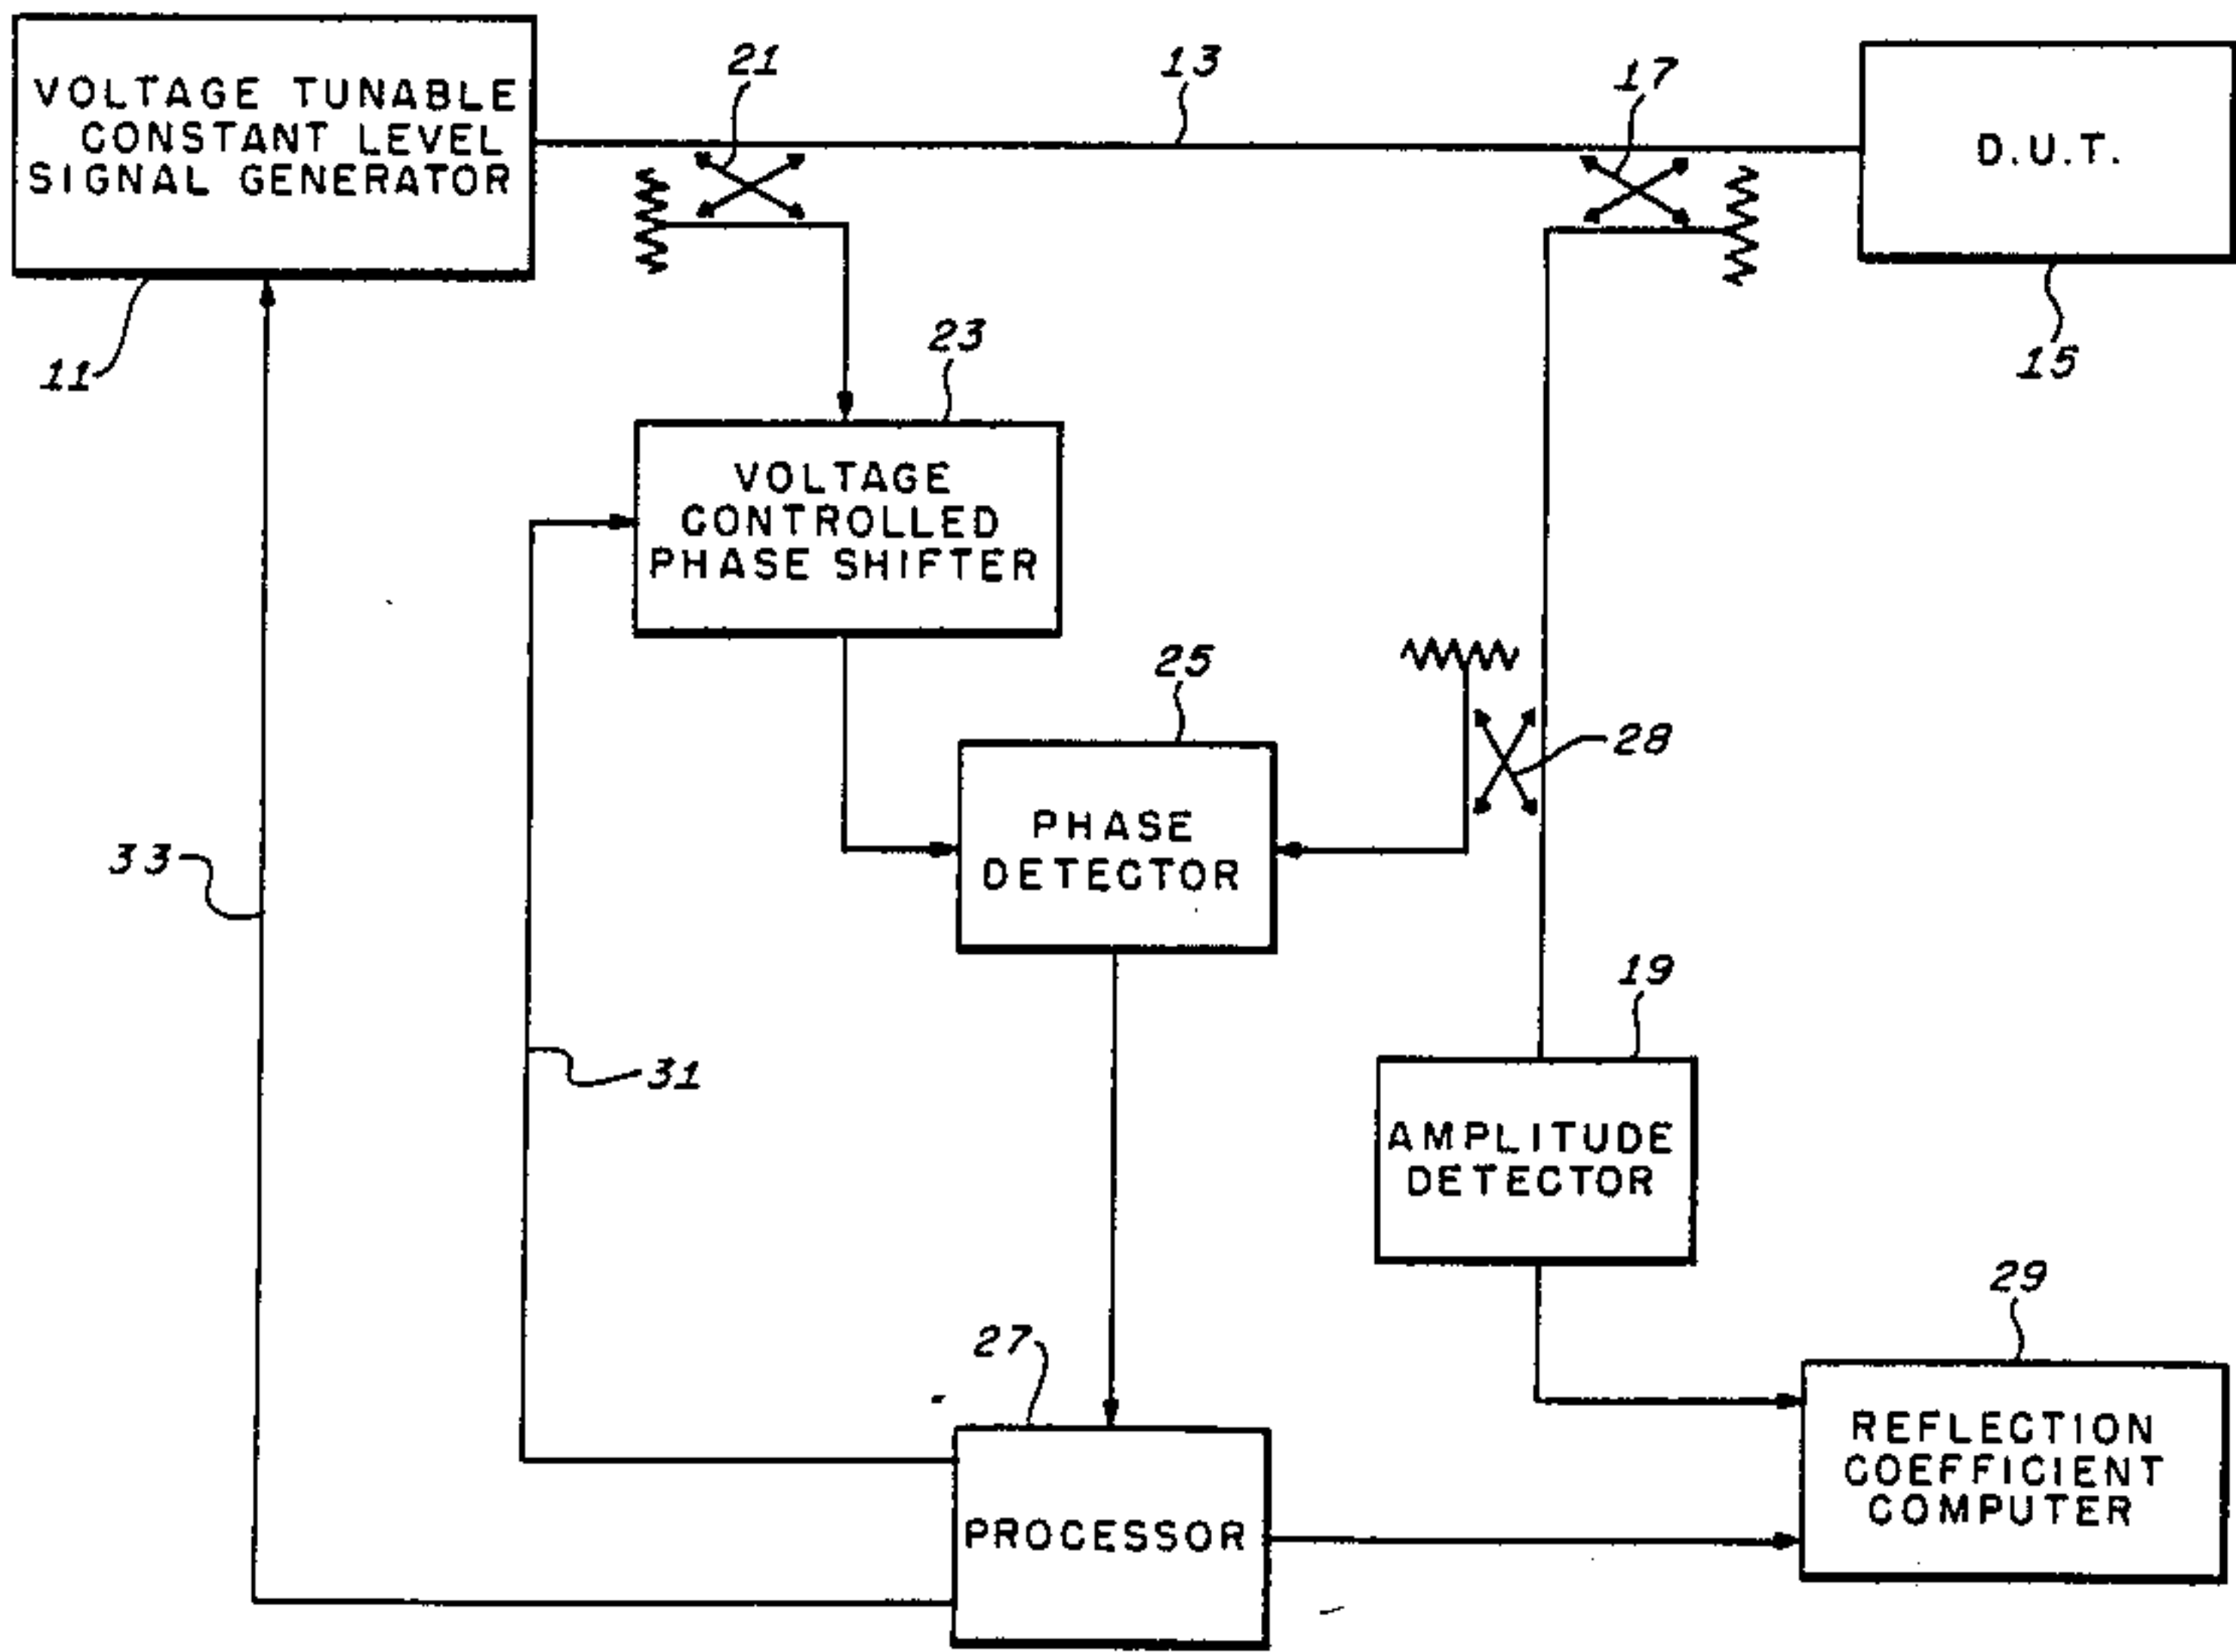 VOLTAGE TUNABLE
CONSTANT LEVEL
SIGNAL GENERATOR
21
13
17
D.U.T.
11
23
15
VOLTAGE
CONTROLLED
PHASE SHIFTER
25
28
PHASE
DETECTOR
33
19
31
AMPLITUDE
DETECTOR
29
27
REFLECTION
COEFFICIENT
COMPUTER
PROCESSOR